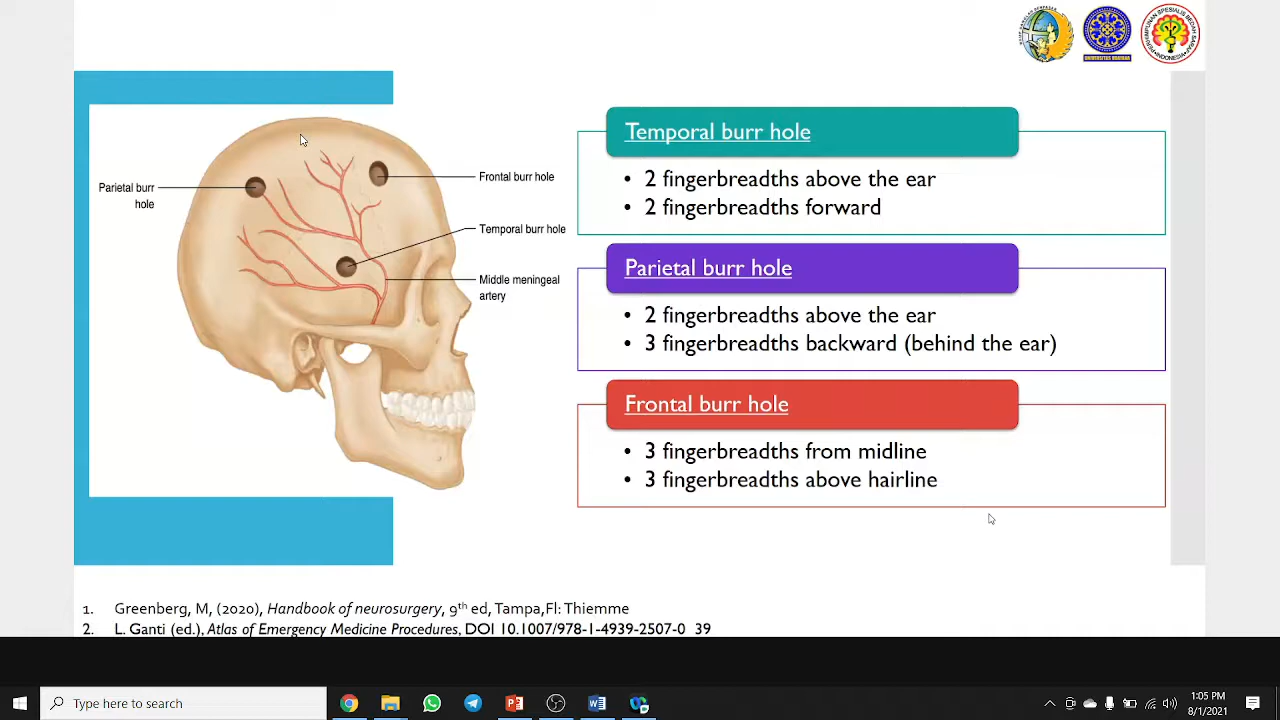 UNIVERSITAS UDAYANA
Temporal burr hole
• 2 fingerbreadths above the ear
• 2 fingerbreadths forward
Parietal burr hole
• 2 fingerbreadths above the ear
• 3 fingerbreadths backward (behind the ear)
Frontal burr hole
• 3 fingerbreadths from midline
• 3 fingerbreadths above hairline
Parietal burr
hole
Frontal burr hole
Temporal burr hole
Middle meningeal
artery
1. Greenberg, M, (2020), Handbook of neurosurgery, 9th ed, Tampa,Fl: Thiemme
2. L. Ganti (ed.), Atlas of Emergency Medicine Procedures, DOI 10.1007/978-1-4939-2507-0_39
Type here to search
1:05 PM
8/1/2021